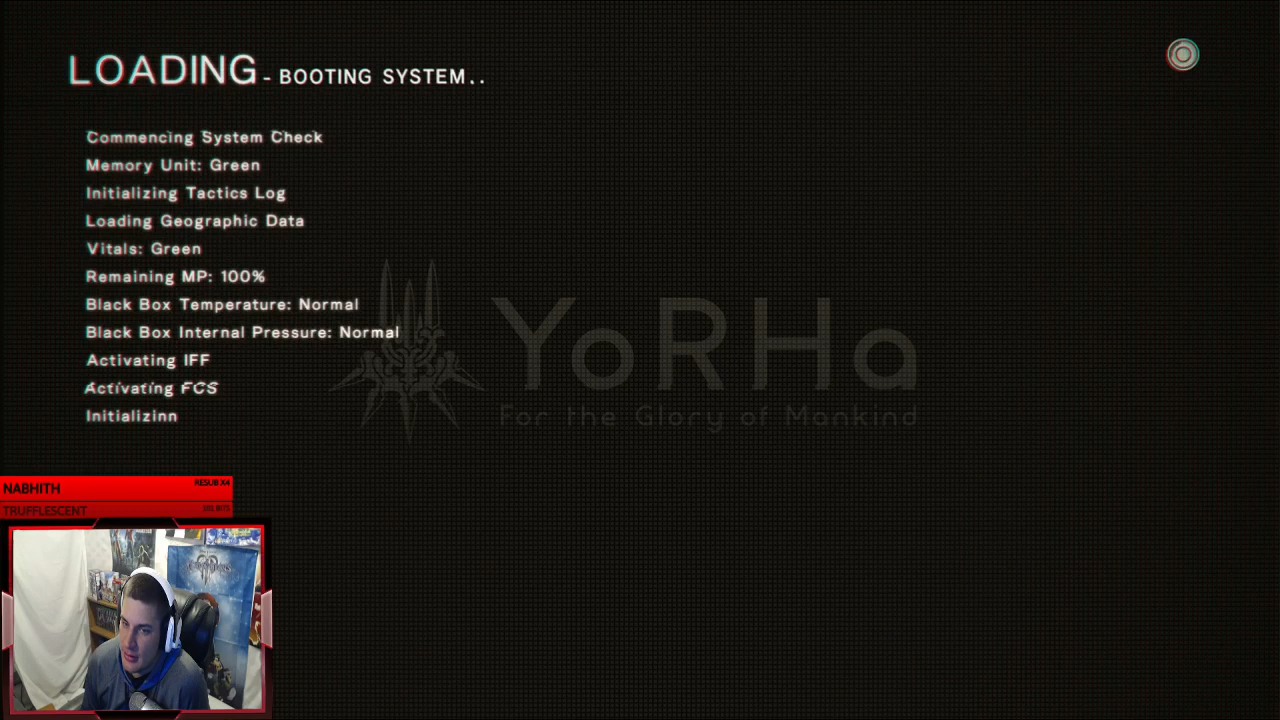 LOADING - BOOTING SYSTEM..
Commencing System Check
Memory Unit: Green
Initializing Tactics Log
Loading Geographic Data
Vitals: Green
Remaining MP: 100%
Black Box Temperature: Normal
Black Box Internal Pressure: Normal
Activating IFF
Activating FCS
Initializinn
YoRHa
For the Glory of Mankind
NABHITH RESUB X4
TRUFFLESCENT